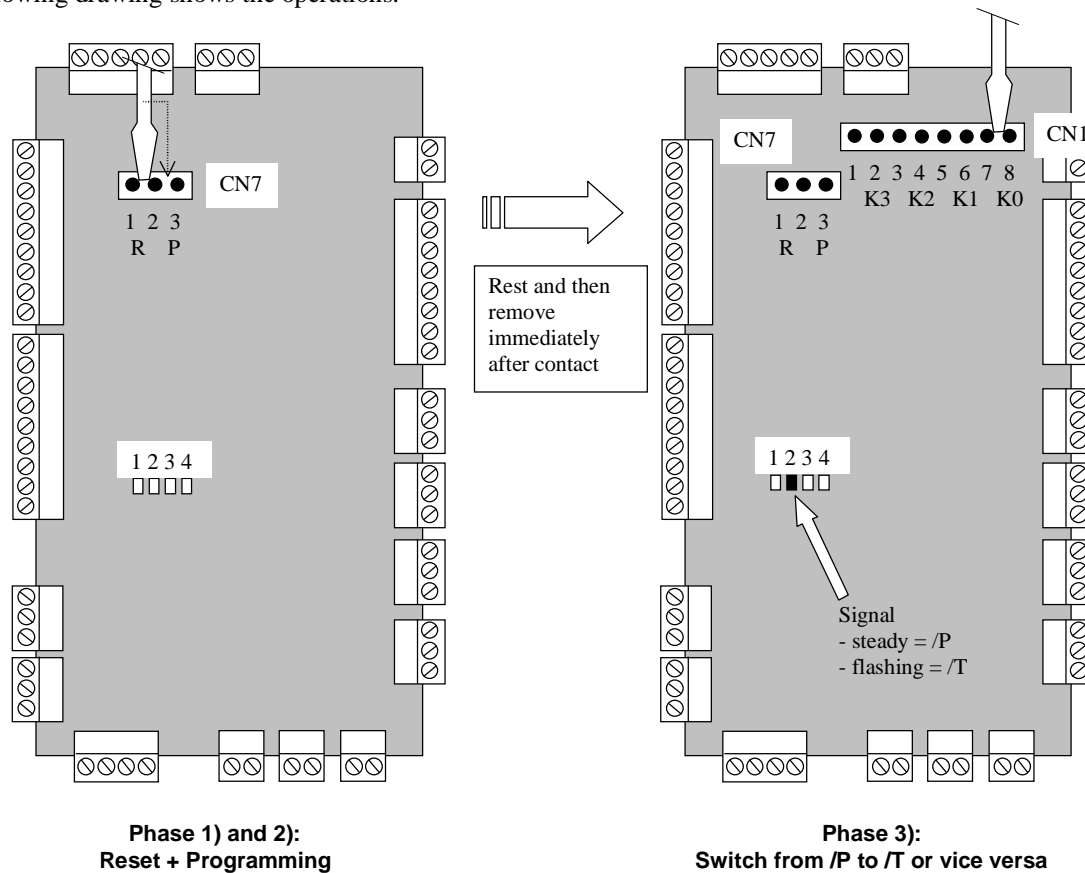 lowing drawing shows the operations.
CN7
1 2 3
R P
1 2 3 4
Rest and then
remove
immediately
after contact
CN7
CN1
1 2 3 4 5 6 7 8
K3 K2 K1 K0
1 2 3
R P
1 2 3 4
Signal
- steady = /P
- flashing = /T
Phase 1) and 2):
Reset + Programming
Phase 3):
Switch from /P to /T or vice versa